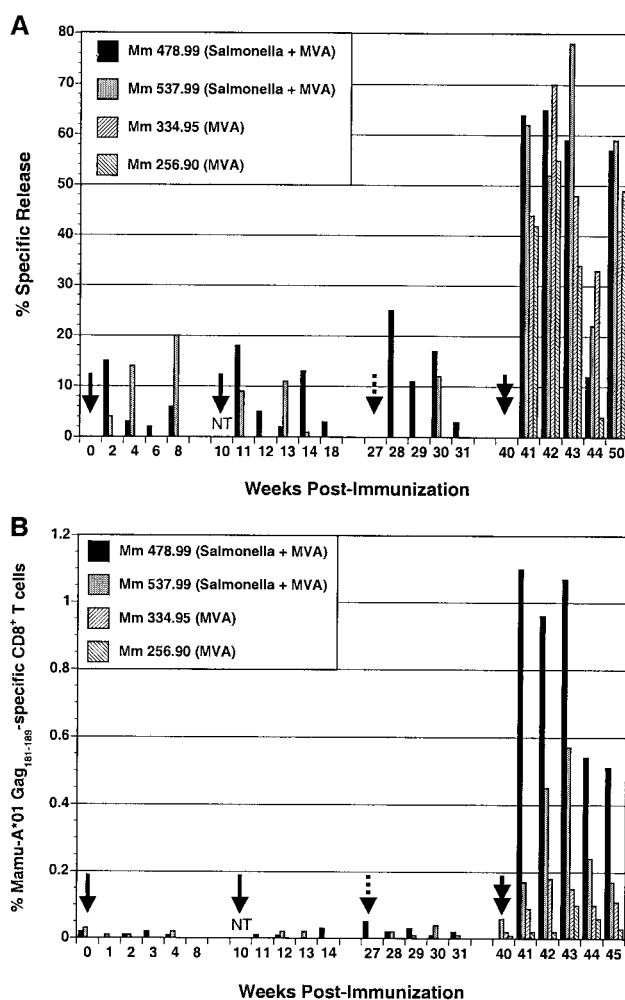 A
80
70
60
50
40
30
20
10
0
% Specific Release
Mm 478.99 (Salmonella + MVA)
Mm 537.99 (Salmonella + MVA)
Mm 334.95 (MVA)
Mm 256.90 (MVA)
NT
0 2 4 6 8 10 11 12 13 14 18 27 28 29 30 31 40 41 42 43 44 50
Weeks Post-Immunization
B
1.2
1
0.8
0.6
0.4
0.2
0
% Mamu-A*01 Gag181-189-specific CD8+ T cells
Mm 478.99 (Salmonella + MVA)
Mm 537.99 (Salmonella + MVA)
Mm 334.95 (MVA)
Mm 256.90 (MVA)
NT
0 1 2 3 4 8 10 11 12 13 14 27 28 29 30 31 40 41 42 43 44 45
Weeks Post-Immunization